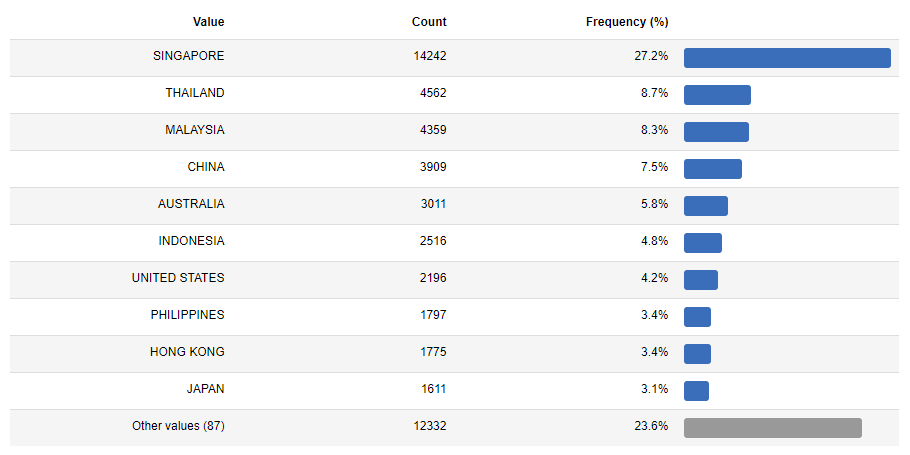 Value Count Frequency (%)
SINGAPORE 14242 27.2%
THAILAND 4562 8.7%
MALAYSIA 4359 8.3%
CHINA 3909 7.5%
AUSTRALIA 3011 5.8%
INDONESIA 2516 4.8%
UNITED STATES 2196 4.2%
PHILIPPINES 1797 3.4%
HONG KONG 1775 3.4%
JAPAN 1611 3.1%
Other values (87) 12332 23.6%